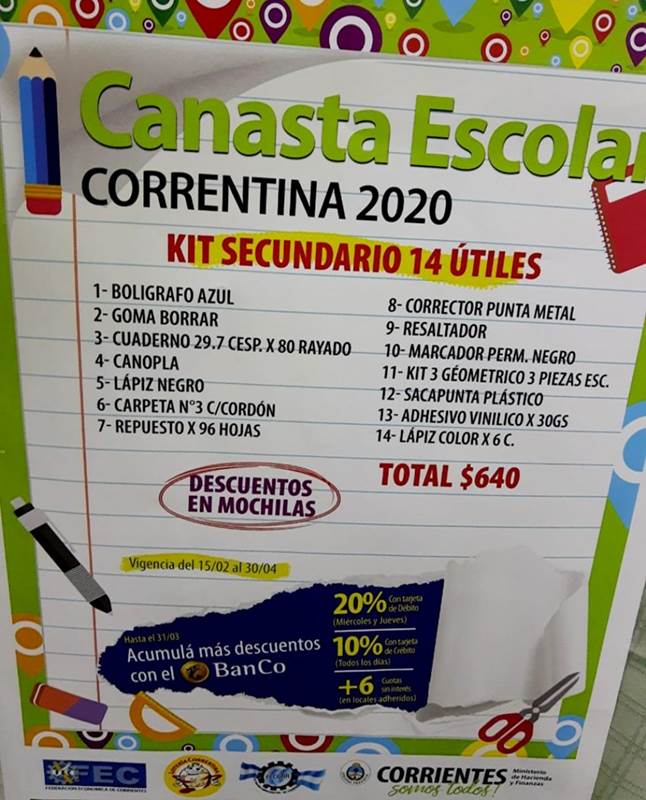 Canasta Escolar
CORRENTINA 2020
KIT SECUNDARIO 14 ÚTILES
1- BOLIGRAFO AZUL
2- GOMA BORRAR
3- CUADERNO 29.7 CESP. X 80 RAYADO
4- CANOPLA
5- LÁPIZ NEGRO
6- CARPETA N°3 C/CORDÓN
7- REPUESTO X 96 HOJAS
8- CORRECTOR PUNTA METAL
9- RESALTADOR
10- MARCADOR PERM. NEGRO
11- KIT 3 GÉOMETRICO 3 PIEZAS ESC.
12- SACAPUNTA PLÁSTICO
13- ADHESIVO VINILICO X 30GS
14- LÁPIZ COLOR X 6 C.
TOTAL $640
DESCUENTOS
EN MOCHILAS
Vigencia del 15/02 al 30/04
Hasta el 31/03
Acumulá más descuentos
con el BanCo
20% Con tarjeta
de Débito
(Miércoles y Jueves)
10% Con tarjeta
de Crébito
(Todos los días)
+6 Cuotas
sin interés
(en locales adheridos)
FEC
FEDERACION ECONOMICA DE CORRIENTES
CORRIENTES
somos todos!
Ministerio
de Hacienda
y Finanzas